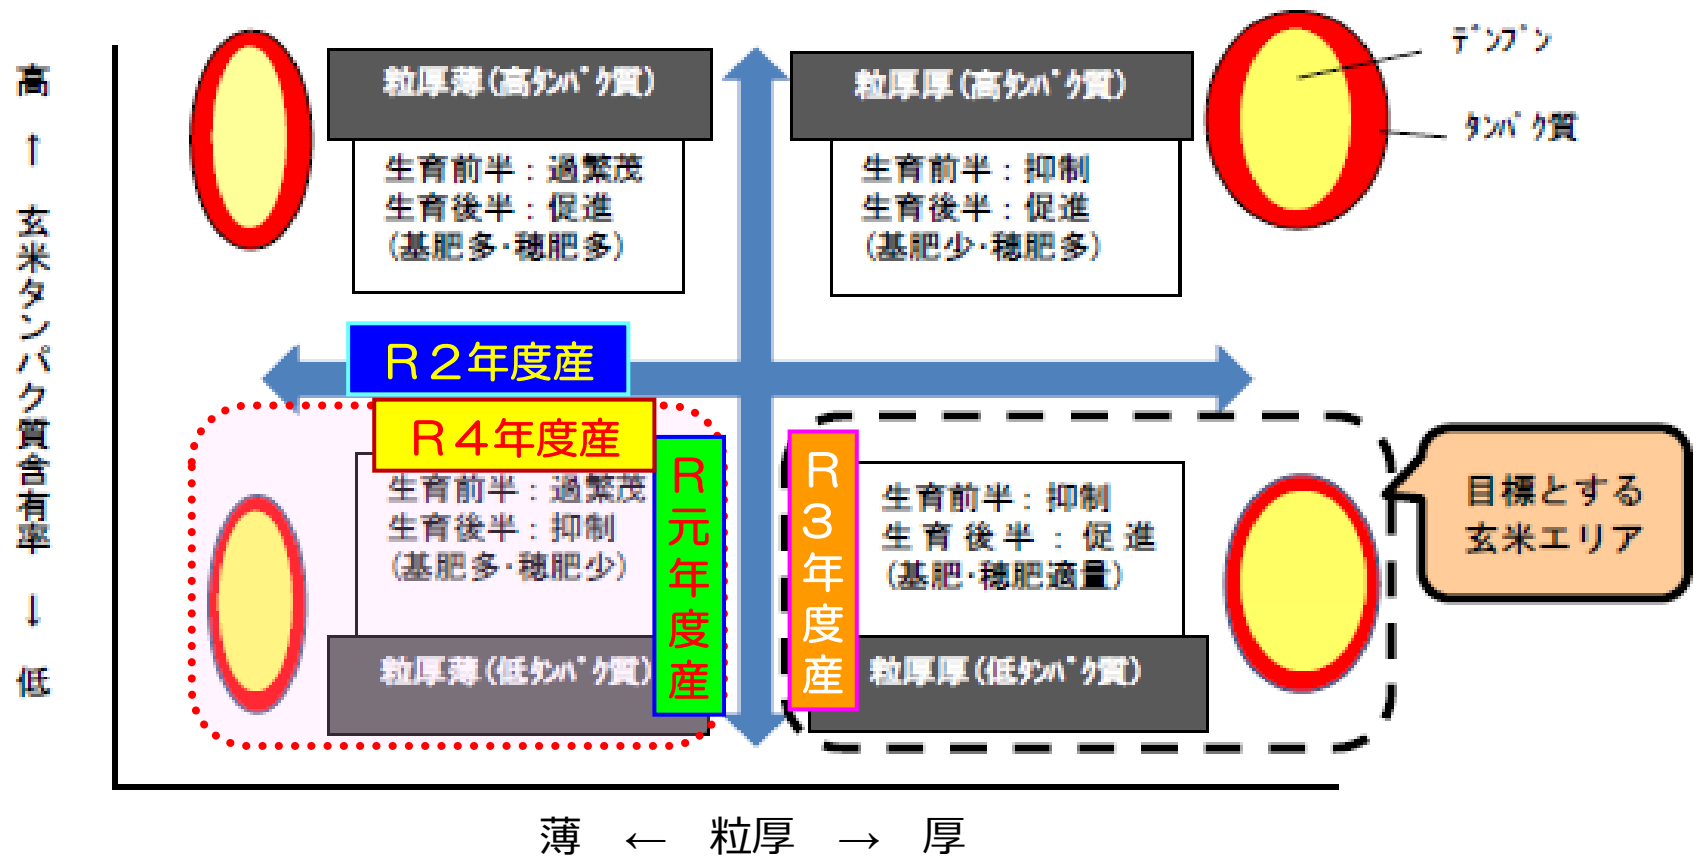 高 ↑ 玄米タンパク質含有率 ↓ 低
粒厚薄(高ﾀﾝﾊﾟｸ質)
生育前半：過繁茂
生育後半：促進
(基肥多･穂肥多)
粒厚厚(高ﾀﾝﾊﾟｸ質)
生育前半：抑制
生育後半：促進
(基肥少･穂肥多)
ﾃﾞﾝﾌﾟﾝ
ﾀﾝﾊﾟｸ質
R２年度産
R４年度産
生育前半：過繁茂
生育後半：抑制
(基肥多･穂肥少)
粒厚薄(低ﾀﾝﾊﾟｸ質)
R元年度産
R３年度産
生育前半：抑制
生育後半：促進
(基肥･穂肥適量)
粒厚厚(低ﾀﾝﾊﾟｸ質)
目標とする
玄米エリア
薄 ← 粒厚 → 厚